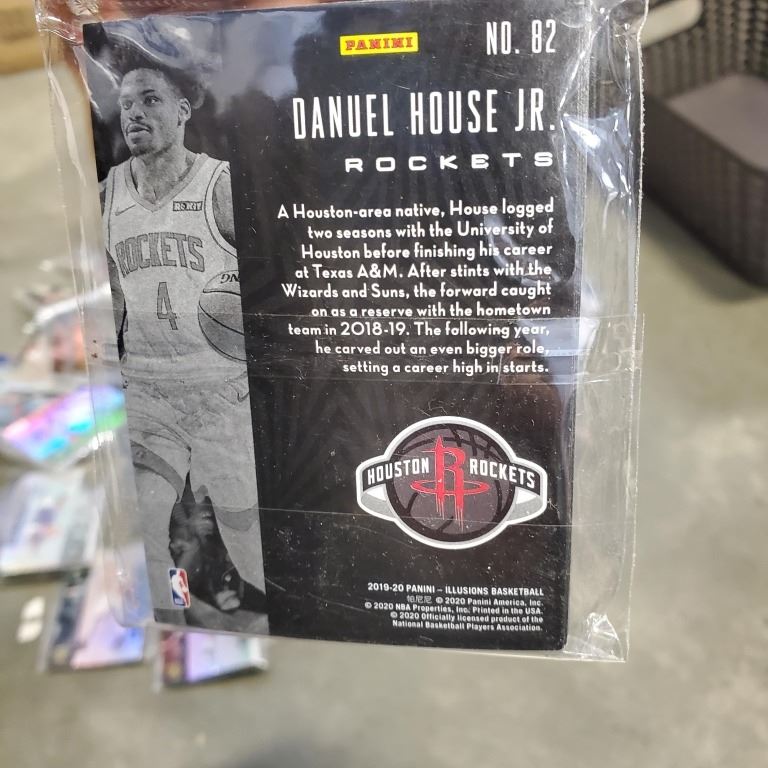 PANINI
NO. 82
DANUEL HOUSE JR.
ROCKETS
A Houston-area native, House logged
two seasons with the University of
Houston before finishing his career
at Texas A&M. After stints with the
Wizards and Suns, the forward caught
on as a reserve with the hometown
team in 2018-19. The following year,
he carved out an even bigger role,
setting a career high in starts.
ROKIT
ROCKETS
4
HOUSTON R ROCKETS
2019-20 PANINI – ILLUSIONS BASKETBALL
帕尼尼 © 2020 Panini America, Inc.
© 2020 NBA Properties, Inc. Printed in the USA.
© 2020 Officially licensed product of the
National Basketball Players Association.